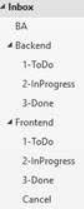 Inbox
BA
Backend
1-ToDo
2-InProgress
3-Done
Frontend
1-ToDo
2-InProgress
3-Done
Cancel